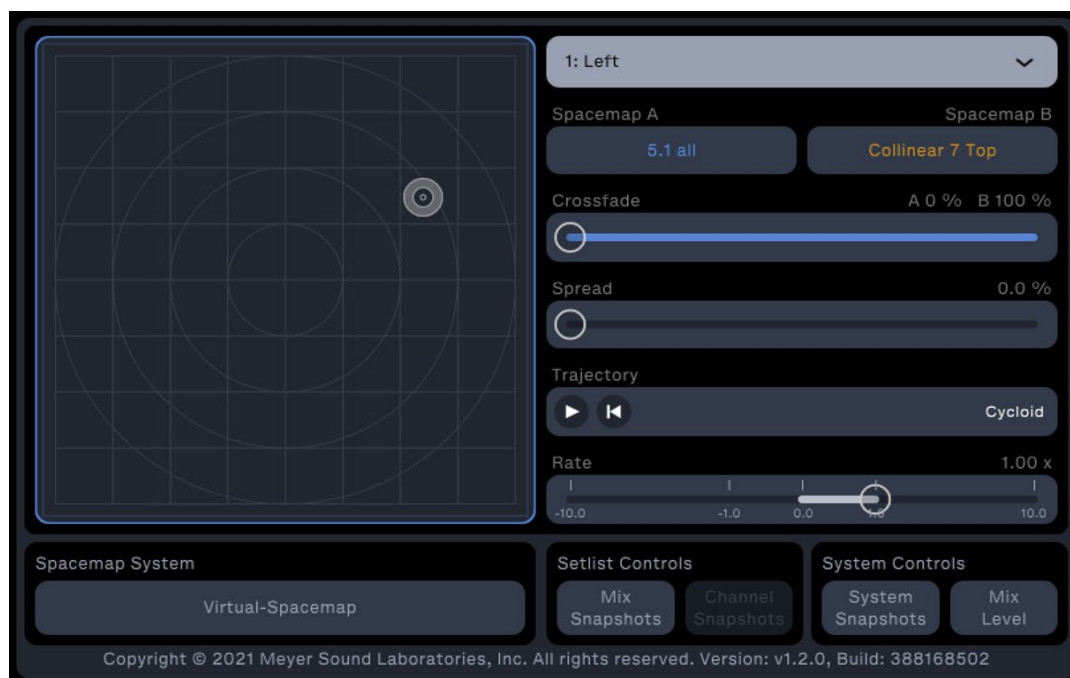 1: Left
Spacemap A
Spacemap B
5.1 all
Collinear 7 Top
Crossfade
A 0 % B 100 %
Spread
0.0 %
Trajectory
Cycloid
Rate
1.00 x
-10.0 -1.0 0.0 1.0 10.0
Spacemap System
Virtual-Spacemap
Setlist Controls
Mix
Snapshots
Channel
Snapshots
System Controls
System
Snapshots
Mix
Level
Copyright © 2021 Meyer Sound Laboratories, Inc. All rights reserved. Version: v1.2.0, Build: 388168502